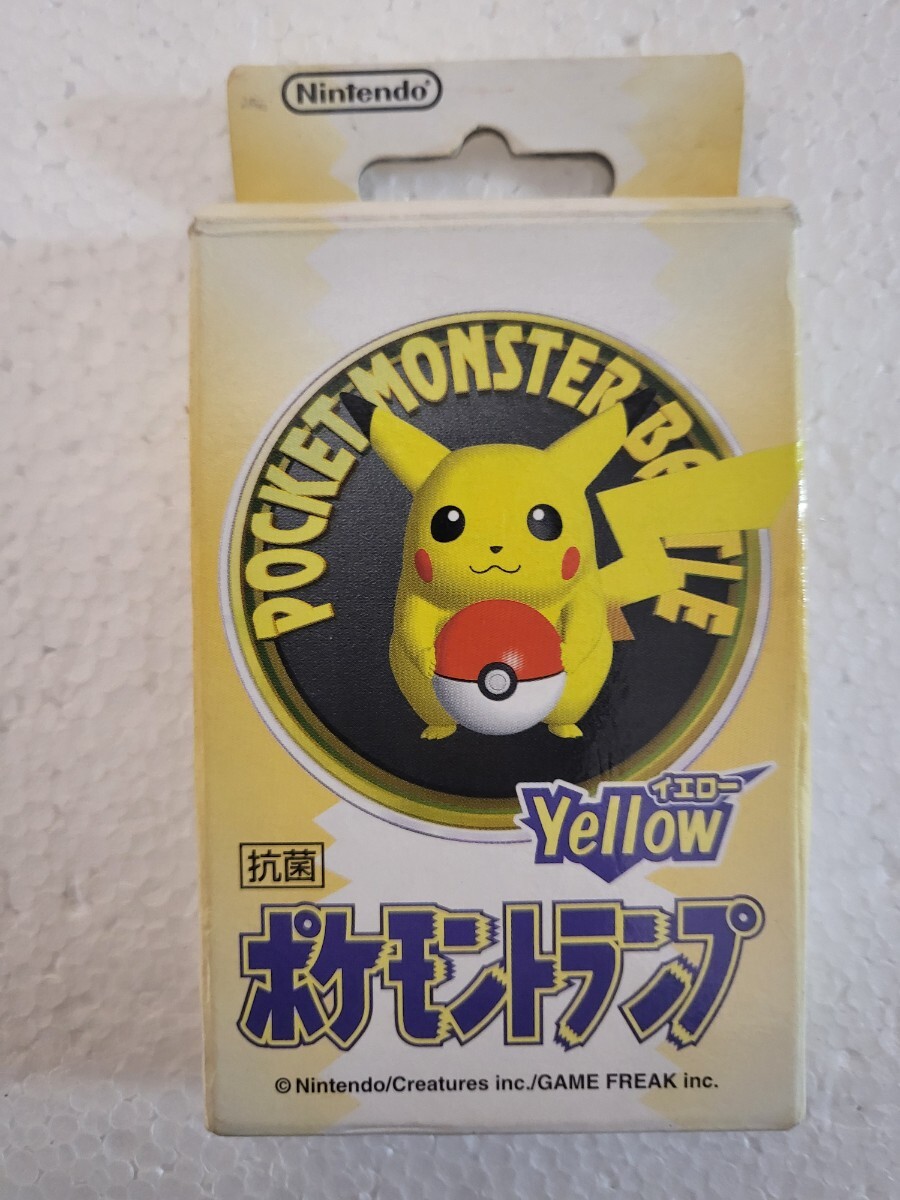 Nintendo
POCKET MONSTER BATTLE
イエロー
Yellow
抗菌
ポケモントランプ
©Nintendo/Creatures inc./GAME FREAK inc.